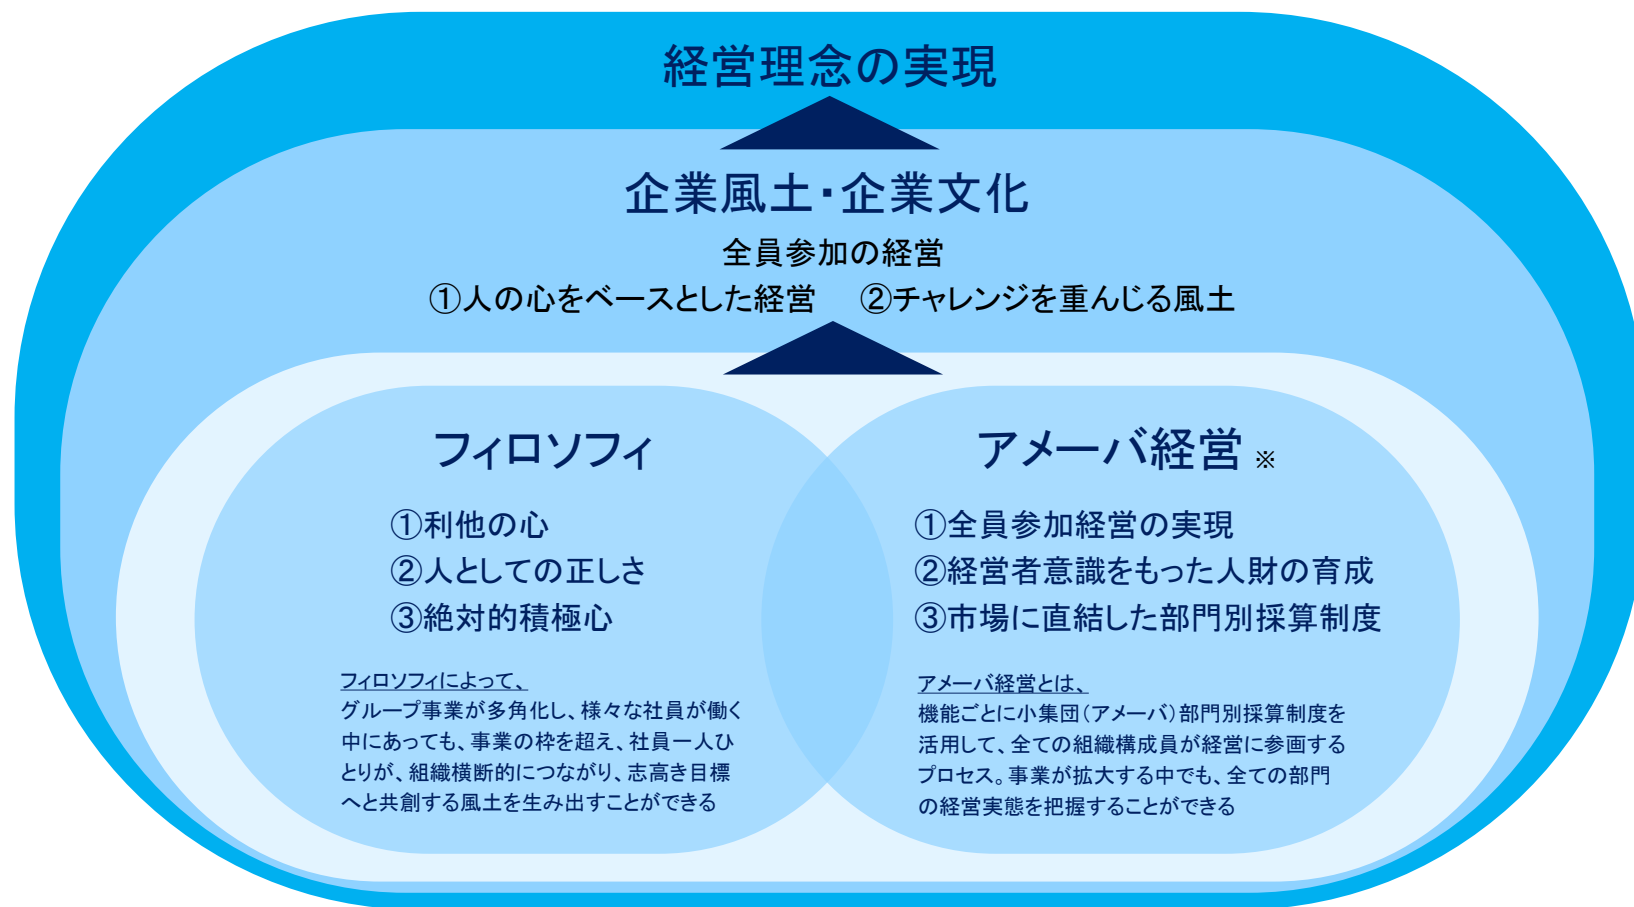 経営理念の実現
企業風土・企業文化
全員参加の経営
①人の心をベースとした経営 ②チャレンジを重んじる風土
フィロソフィ
①利他の心
②人としての正しさ
③絶対的積極心
フィロソフィによって、
グループ事業が多角化し、様々な社員が働く
中にあっても、事業の枠を超え、社員一人ひ
とりが、組織横断的につながり、志高き目標
へと共創する風土を生み出すことができる
アメーバ経営 ※
①全員参加経営の実現
②経営者意識をもった人財の育成
③市場に直結した部門別採算制度
アメーバ経営とは、
機能ごとに小集団（アメーバ）部門別採算制度を
活用して、全ての組織構成員が経営に参画する
プロセス。事業が拡大する中でも、全ての部門
の経営実態を把握することができる